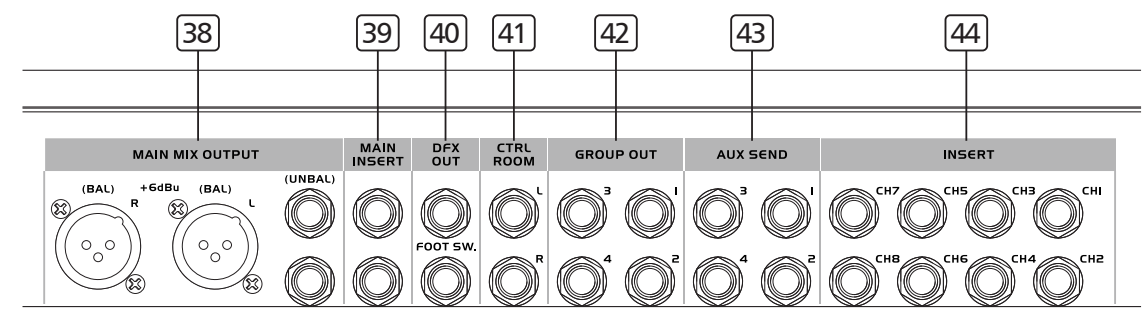 38 39 40 41 42 43 44
MAIN MIX OUTPUT
MAIN INSERT
DFX OUT
CTRL ROOM
GROUP OUT
AUX SEND
INSERT
(BAL) R +6dBu (BAL) L
(UNBAL)
L 3 1 3 1 CH7 CH5 CH3 CH1
FOOT SW.
R 4 2 4 2 CH8 CH6 CH4 CH2